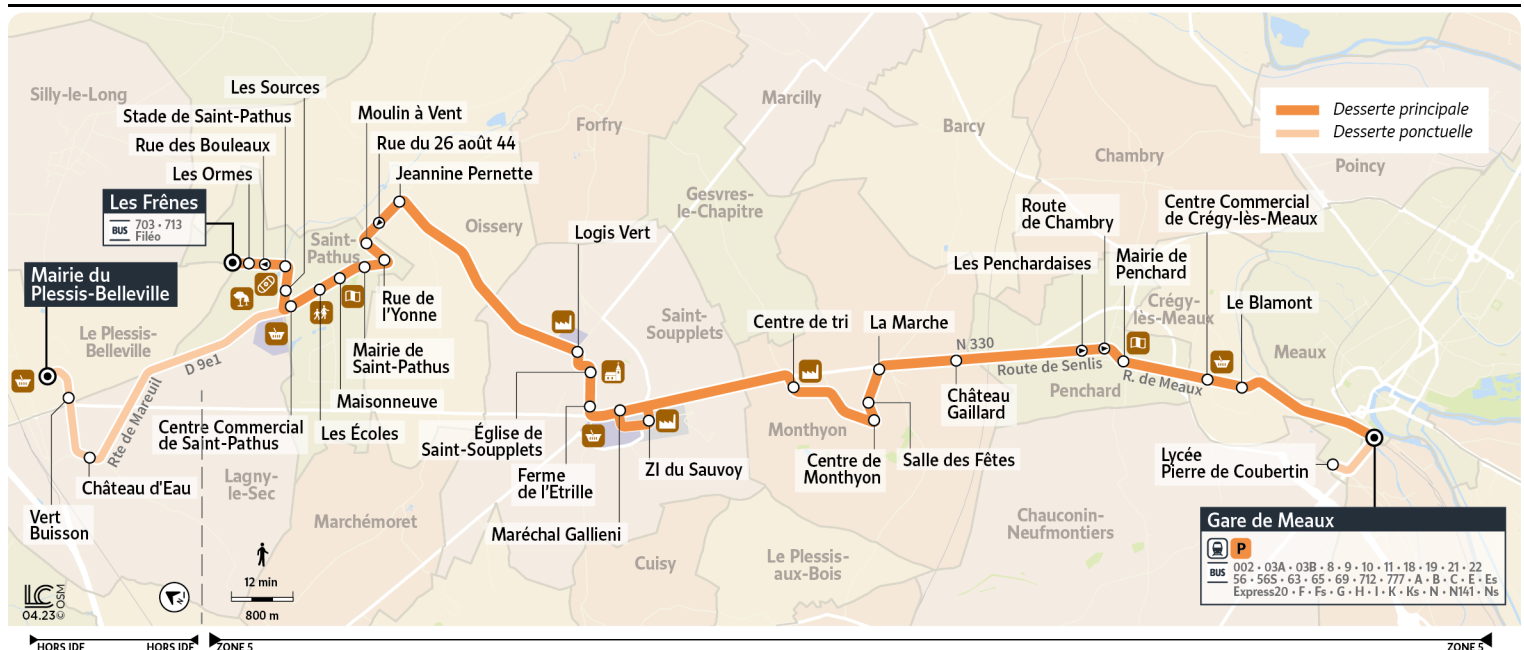 Silly-le-Long
Les Sources
Stade de Saint-Pathus
Rue des Bouleaux
Les Ormes
Les Frênes
BUS
703 • 713
Filéo
Mairie du
Plessis-Belleville
Le Plessis-
Belleville
D 9e1
Rte de Mareuil
Vert
Buisson
Château d'Eau
Moulin à Vent
Rue du 26 août 44
Jeannine Pernette
Saint-
Pathus
Oissery
Rue de
l'Yonne
Mairie de
Saint-Pathus
Maisonneuve
Les Écoles
Centre Commercial
de Saint-Pathus
Lagny-
le-Sec
Marchémoret
Forfry
Marcilly
Gesvres-
le-Chapitre
Logis Vert
Saint-
Soupplets
Église de
Saint-Soupplets
Ferme
de l'Etrille
Maréchal Gallieni
ZI du Sauvoy
Cuisy
Centre de tri
La Marche
Monthyon
Centre de
Monthyon
Salle des Fêtes
Le Plessis-
aux-Bois
Barcy
Chambry
Poincy
Desserte principale
Desserte ponctuelle
N 330
Route de Senlis
Château
Gaillard
Les Penchardaises
Route
de Chambry
Mairie de
Penchard
Penchard
R. de Meaux
Centre Commercial
de Crégy-lès-Meaux
Crégy-
lès-Meaux
Le Blamont
Meaux
Chauconin-
Neufmontiers
Lycée
Pierre de Coubertin
Gare de Meaux
P
BUS
002 • 03A • 03B • 8 • 9 • 10 • 11 • 18 • 19 • 21 • 22
56 • 56S • 63 • 65 • 69 • 712 • 777 • A • B • C • E • Es
Express20 • F • Fs • G • H • I • K • Ks • N • N141 • Ns
12 min
800 m
LC
04.23
© OSM
HORS IDF
HORS IDF
ZONE 5
ZONE 5